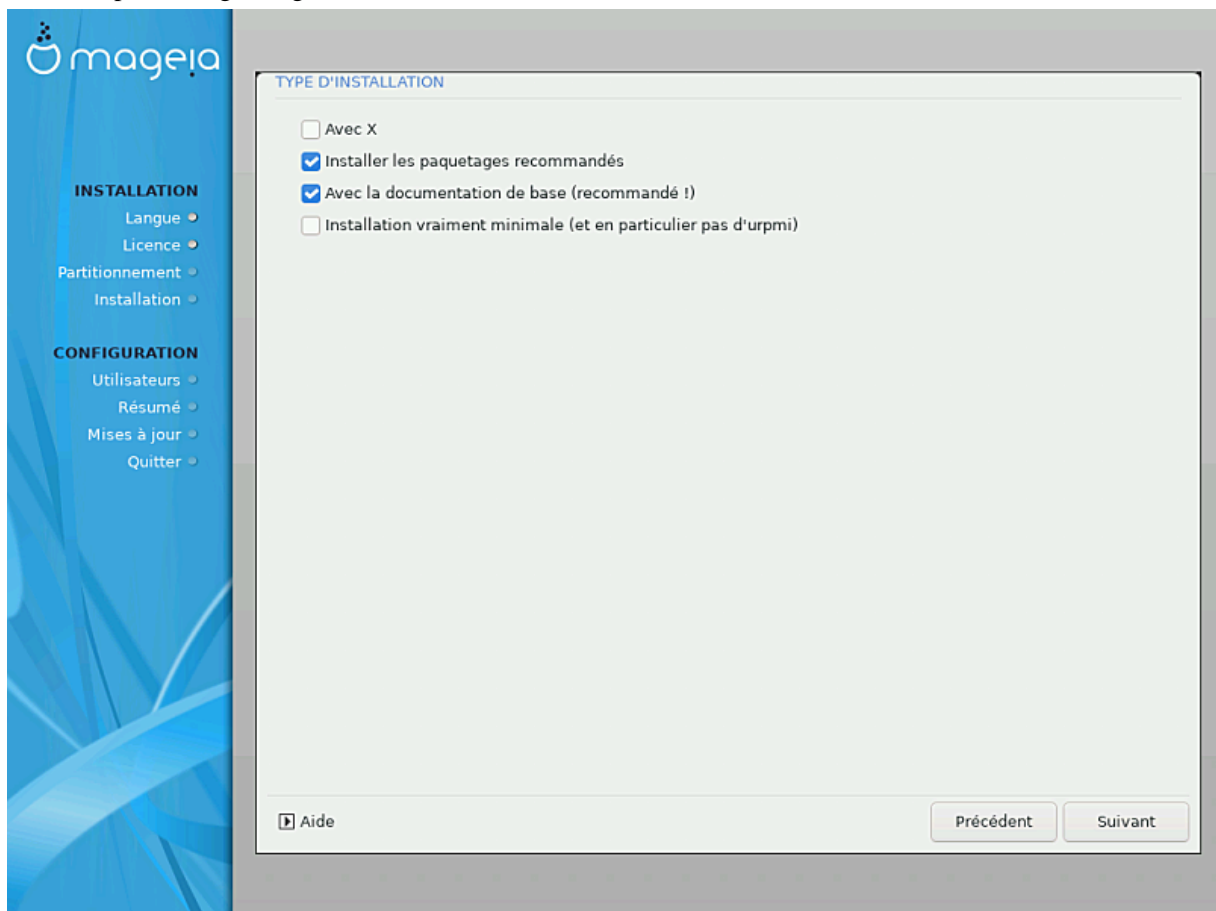 mageia
INSTALLATION
Langue
Licence
Partitionnement
Installation
CONFIGURATION
Utilisateurs
Résumé
Mises à jour
Quitter
TYPE D'INSTALLATION
Avec X
Installer les paquetages recommandés
Avec la documentation de base (recommandé !)
Installation vraiment minimale (et en particulier pas d'urpmi)
Aide
Précédent
Suivant